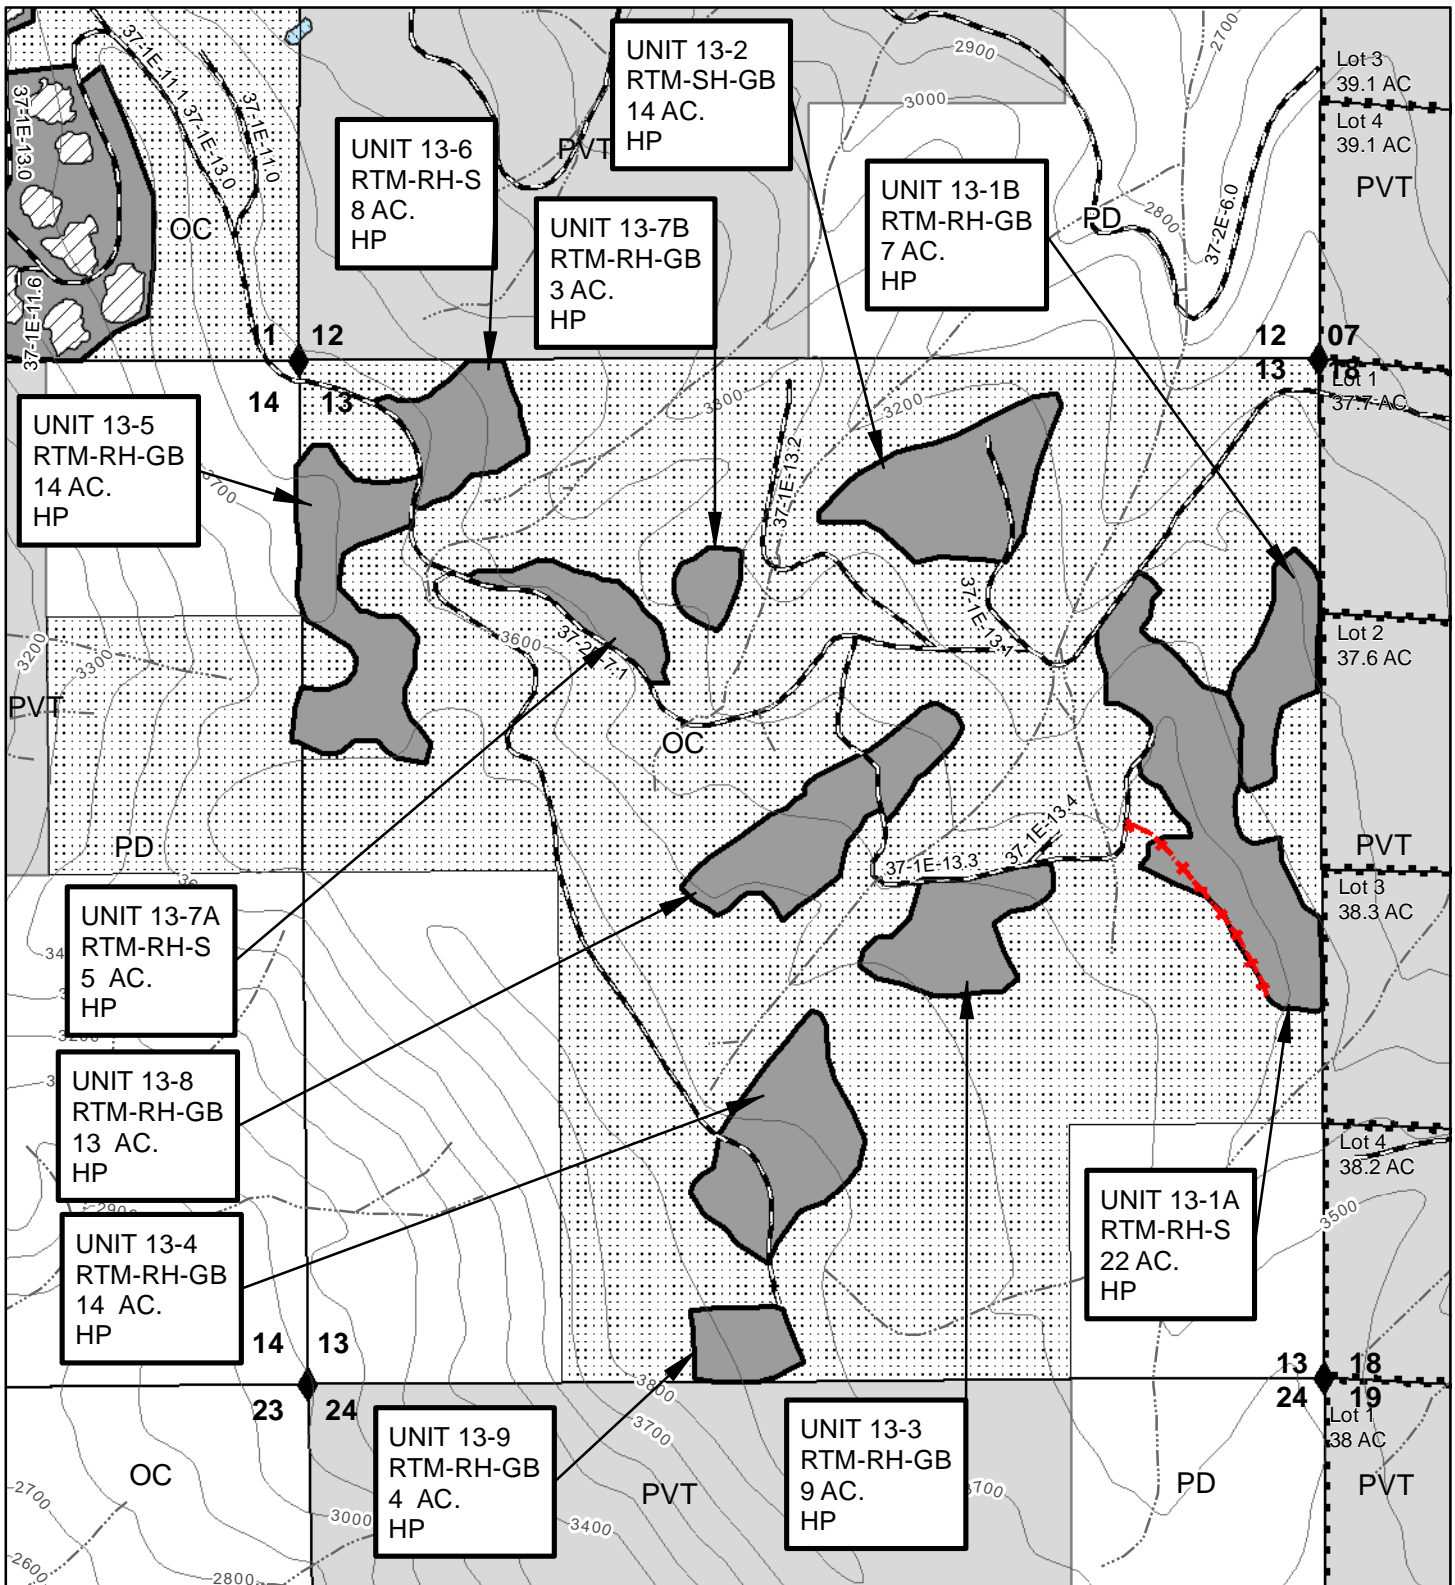 37-1E-11.1
37-1E-13.0
37-1E-11.0
37-1E-13.0
37-1E-11.6
OC
11
12
14
13
PVT
UNIT 13-6
RTM-RH-S
8 AC.
HP
UNIT 13-7B
RTM-RH-GB
3 AC.
HP
UNIT 13-2
RTM-SH-GB
14 AC.
HP
UNIT 13-1B
RTM-RH-GB
7 AC.
HP
2900
2700
3000
2800
PD
37-2E-6.0
Lot 3
39.1 AC
Lot 4
39.1 AC
PVT
12
07
13
18
Lot 1
37.7 AC
UNIT 13-5
RTM-RH-GB
14 AC.
HP
3700
3300
3200
37-1E-13.2
37-1E-13.1
3600
OC
3200
3300
PVT
PD
Lot 2
37.6 AC
PVT
Lot 3
38.3 AC
37-1E-13.3
37-1E-13.4
UNIT 13-7A
RTM-RH-S
5 AC.
HP
3200
UNIT 13-8
RTM-RH-GB
13 AC.
HP
2900
UNIT 13-4
RTM-RH-GB
14 AC.
HP
UNIT 13-1A
RTM-RH-S
22 AC.
HP
Lot 4
38.2 AC
3500
14
13
23
24
13
18
24
19
Lot 1
38 AC
3800
3700
UNIT 13-9
RTM-RH-GB
4 AC.
HP
UNIT 13-3
RTM-RH-GB
9 AC.
HP
OC
PVT
PD
PVT
2700
2600
2800
3000
3400